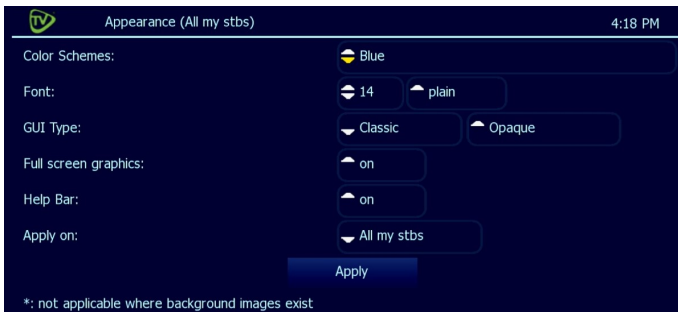 TV
Appearance (All my stbs) 4:18 PM
Color Schemes: Blue
Font: 14 plain
GUI Type: Classic Opaque
Full screen graphics: on
Help Bar: on
Apply on: All my stbs
Apply
*: not applicable where background images exist